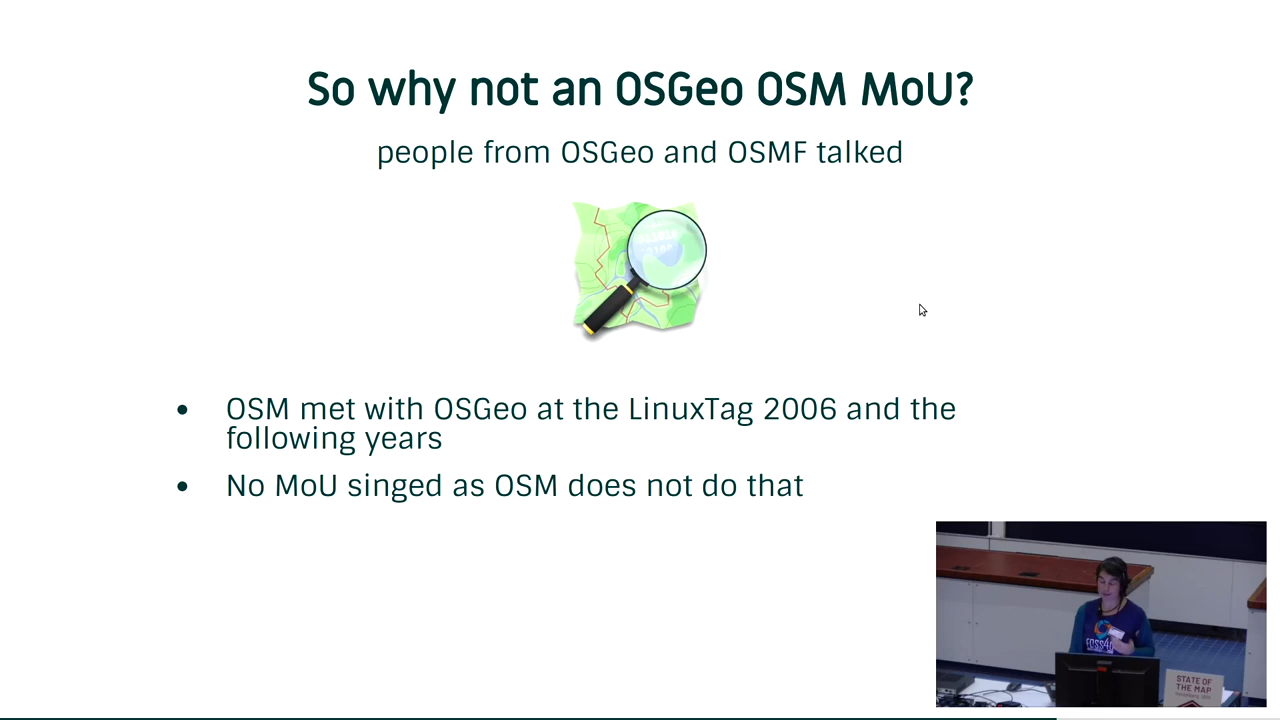 So why not an OSGeo OSM MoU?
people from OSGeo and OSMF talked
• OSM met with OSGeo at the LinuxTag 2006 and the
following years
• No MoU singed as OSM does not do that
FOSS4G
STATE OF
THE MAP